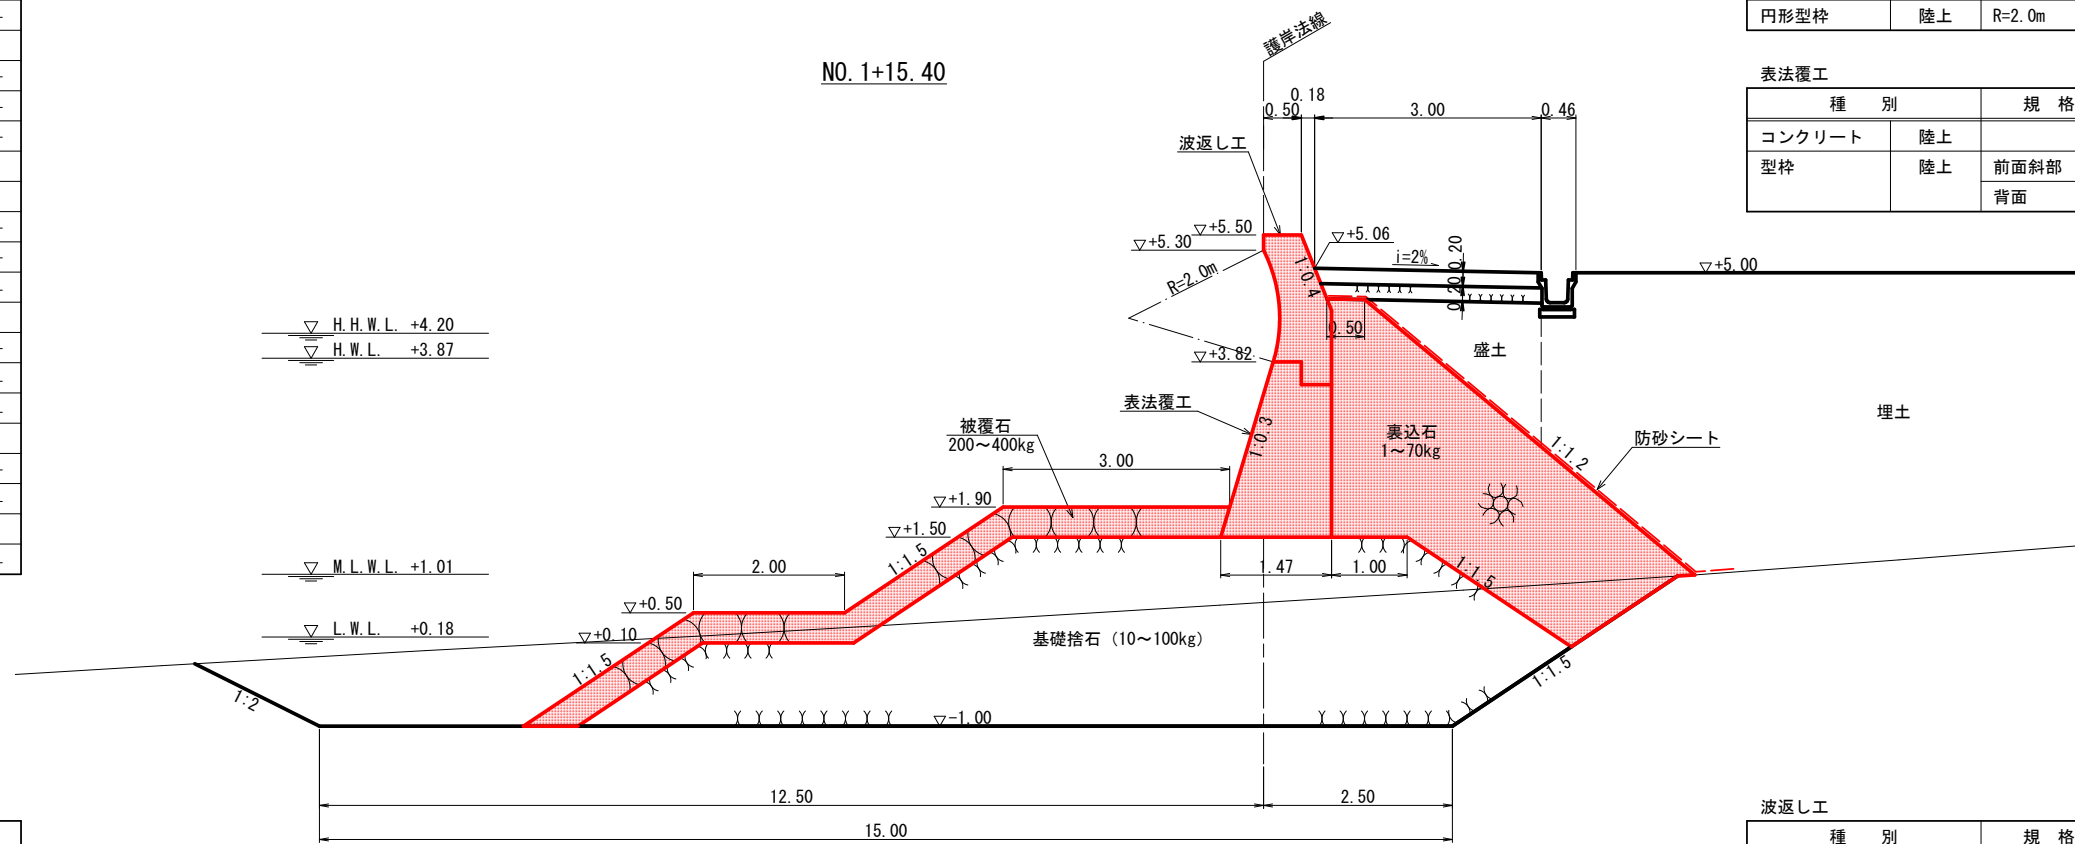 円形型枠 陸上 R=2.0m
護岸法線
NO.1+15.40
表法覆工
0.18
種 別 規 格
0.50 3.00 0.46
コンクリート 陸上
波返し工
型枠 陸上 前面斜部
背面
▽+5.50
▽+5.30
▽+5.06
i=2%
0.20
0.20
▽+5.00
R=2.0m
1:0.4
H.H.W.L. +4.20
H.W.L. +3.87
0.50
盛土
▽+3.82
表法覆工
埋土
被覆石
200~400kg
1:0.3
裏込石
1~70kg
1:1.2
防砂シート
3.00
▽+1.90
▽+1.50
1:1.5
M.L.W.L. +1.01
2.00
1.47
1.00
1:1.5
▽+0.50
L.W.L. +0.18
▽+0.10
基礎捨石(10~100kg)
1:1.5
1:1.5
1:2
▽-1.00
12.50
2.50
15.00
波返し工
種 別 規 格